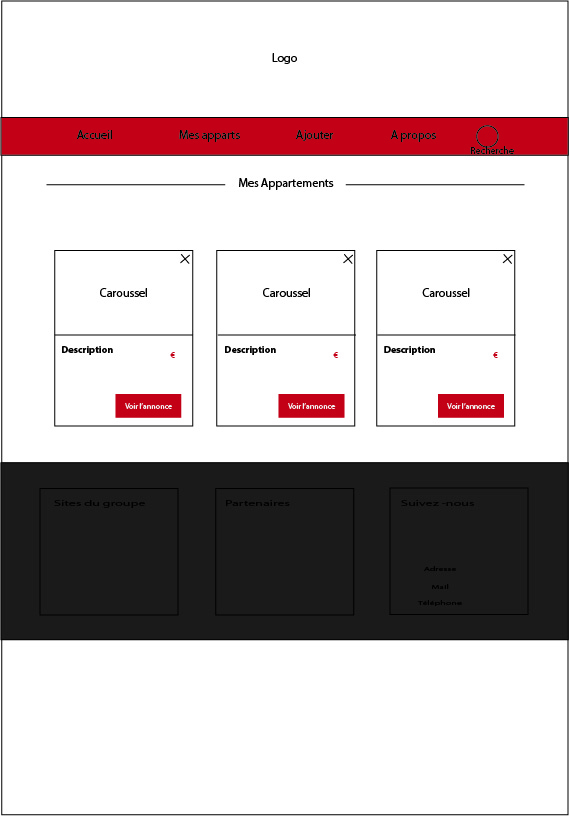 Logo
Accueil Mes apparts Ajouter A propos
Recherche
Mes Appartements
Caroussel Caroussel Caroussel
Description € Description € Description €
Voir l'annonce Voir l'annonce Voir l'annonce
Sites du groupe Partenaires Suivez -nous
Adresse
Mail
Téléphone